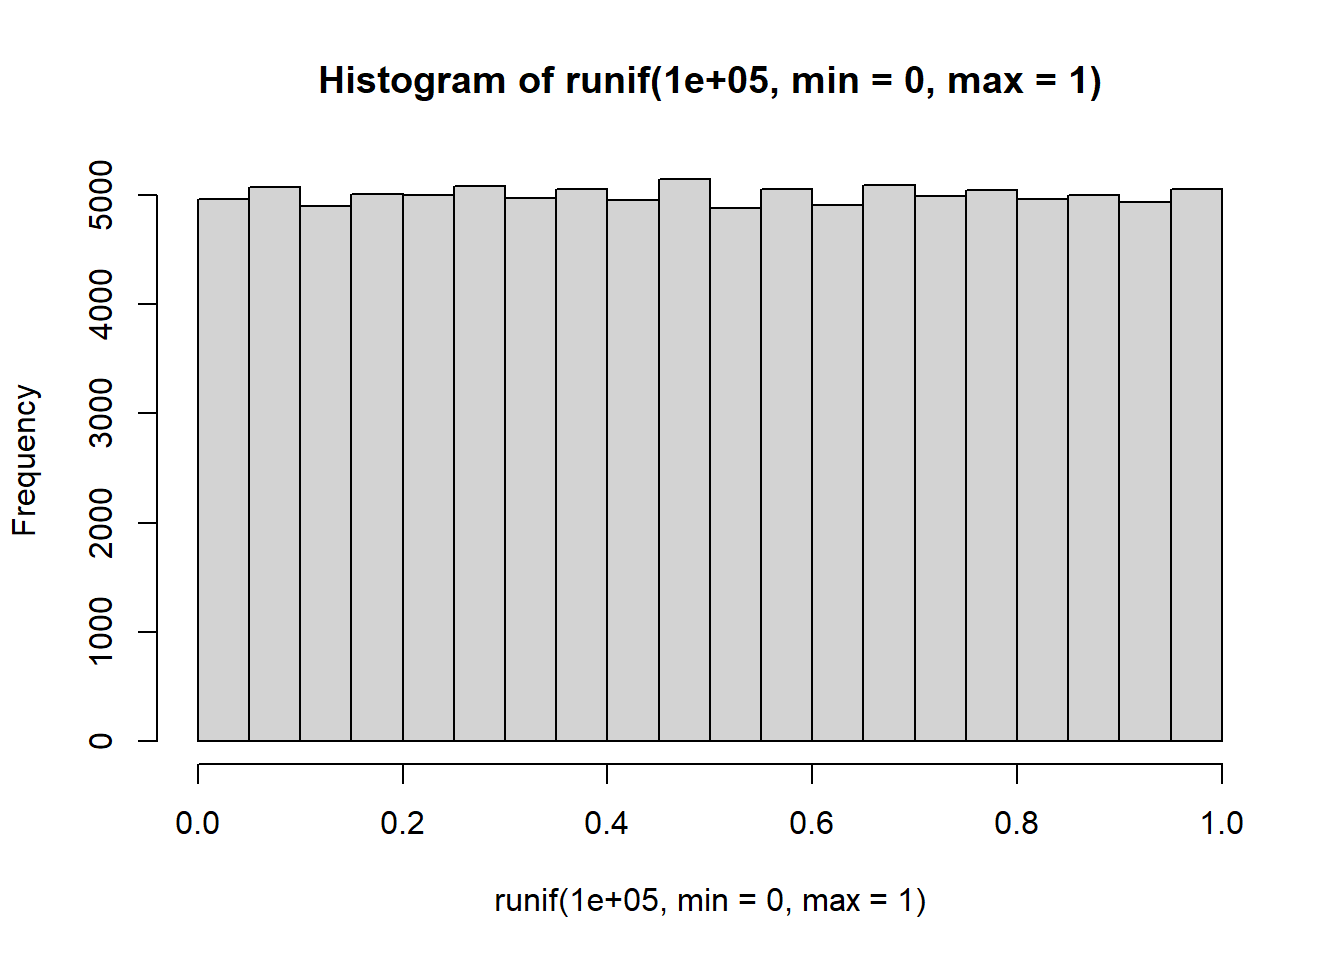 Histogram of runif(1e+05, min = 0, max = 1)
Frequency
5000
4000
3000
2000
1000
0
0.0 0.2 0.4 0.6 0.8 1.0
runif(1e+05, min = 0, max = 1)